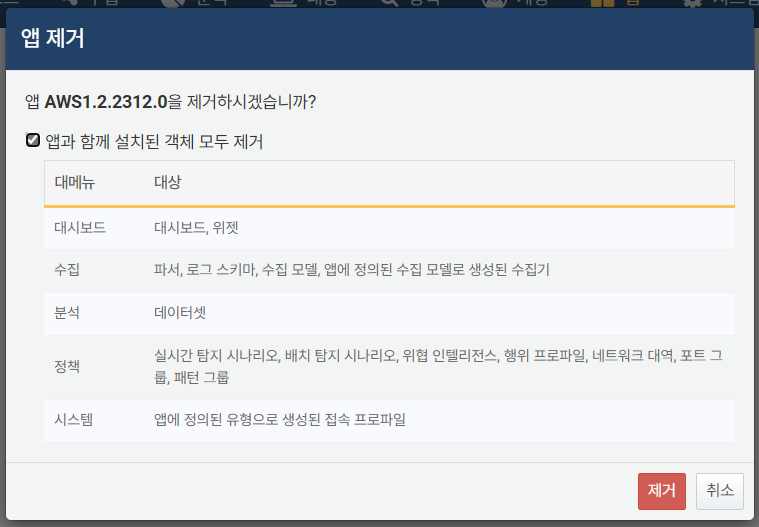 앱 제거
앱 AWS1.2.2312.0을 제거하시겠습니까?
앱과 함께 설치된 객체 모두 제거
대메뉴 대상
대시보드 대시보드, 위젯
수집 파서, 로그 스키마, 수집 모델, 앱에 정의된 수집 모델로 생성된 수집기
분석 데이터셋
정책 실시간 탐지 시나리오, 배치 탐지 시나리오, 위협 인텔리전스, 행위 프로파일, 네트워크 대역, 포트 그
룹, 패턴 그룹
시스템 앱에 정의된 유형으로 생성된 접속 프로파일
제거 취소